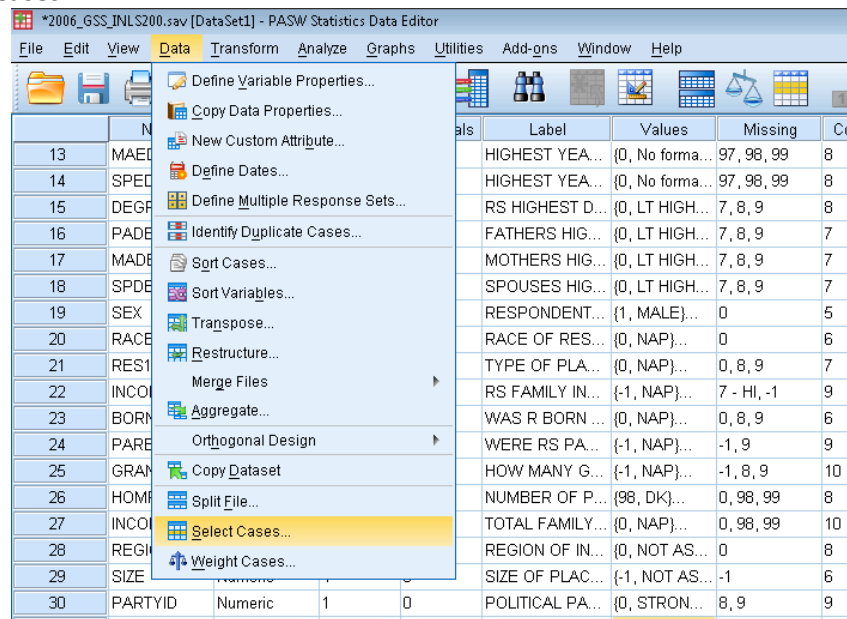 *2006_GSS_INLS200.sav [DataSet1] - PASW Statistics Data Editor
File Edit View Data Transform Analyze Graphs Utilities Add-ons Window Help
Define Variable Properties...
Copy Data Properties...
New Custom Attribute...
Define Dates...
Define Multiple Response Sets...
Identify Duplicate Cases...
Sort Cases...
Sort Variables...
Transpose...
Restructure...
Merge Files
Aggregate...
Orthogonal Design
Copy Dataset
Split File...
Select Cases...
Weight Cases...
N als Label Values Missing Co
13 MAED HIGHEST YEA... {0, No forma... 97, 98, 99 8
14 SPED HIGHEST YEA... {0, No forma... 97, 98, 99 8
15 DEGR RS HIGHEST D... {0, LT HIGH... 7, 8, 9 8
16 PADE FATHERS HIG... {0, LT HIGH... 7, 8, 9 7
17 MADE MOTHERS HIG... {0, LT HIGH... 7, 8, 9 7
18 SPDE SPOUSES HIG... {0, LT HIGH... 7, 8, 9 7
19 SEX RESPONDENT... {1, MALE}... 0 5
20 RACE RACE OF RES... {0, NAP}... 0 6
21 RES1 TYPE OF PLA... {0, NAP}... 0, 8, 9 7
22 INCO RS FAMILY IN... {-1, NAP}... 7 - HI, -1 9
23 BORN WAS R BORN ... {0, NAP}... 0, 8, 9 6
24 PARE WERE RS PA... {-1, NAP}... -1, 9 9
25 GRAN HOW MANY G... {-1, NAP}... -1, 8, 9 10
26 HOMP NUMBER OF P... {98, DK}... 0, 98, 99 8
27 INCO TOTAL FAMILY... {0, NAP}... 0, 98, 99 10
28 REGI REGION OF IN... {0, NOT AS... 0 8
29 SIZE SIZE OF PLAC... {-1, NOT AS... -1 6
30 PARTYID Numeric 1 0 POLITICAL PA... {0, STRON... 8, 9 9